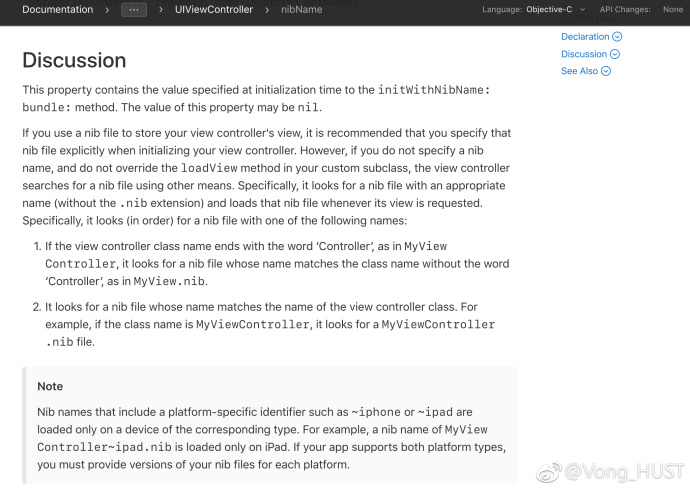 Documentation > ··· > UIViewController > nibName Language: Objective-C API Changes: None
Declaration
Discussion
See Also
Discussion
This property contains the value specified at initialization time to the initWithNibName:
bundle: method. The value of this property may be nil.
If you use a nib file to store your view controller's view, it is recommended that you specify that
nib file explicitly when initializing your view controller. However, if you do not specify a nib
name, and do not override the loadView method in your custom subclass, the view controller
searches for a nib file using other means. Specifically, it looks for a nib file with an appropriate
name (without the .nib extension) and loads that nib file whenever its view is requested.
Specifically, it looks (in order) for a nib file with one of the following names:
1. If the view controller class name ends with the word ‘Controller’, as in MyView
Controller, it looks for a nib file whose name matches the class name without the word
‘Controller’, as in MyView.nib.
2. It looks for a nib file whose name matches the name of the view controller class. For
example, if the class name is MyViewController, it looks for a MyViewController
.nib file.
Note
Nib names that include a platform-specific identifier such as ~iphone or ~ipad are
loaded only on a device of the corresponding type. For example, a nib name of MyView
Controller~ipad.nib is loaded only on iPad. If your app supports both platform types,
you must provide versions of your nib files for each platform.
@Vong_HUST